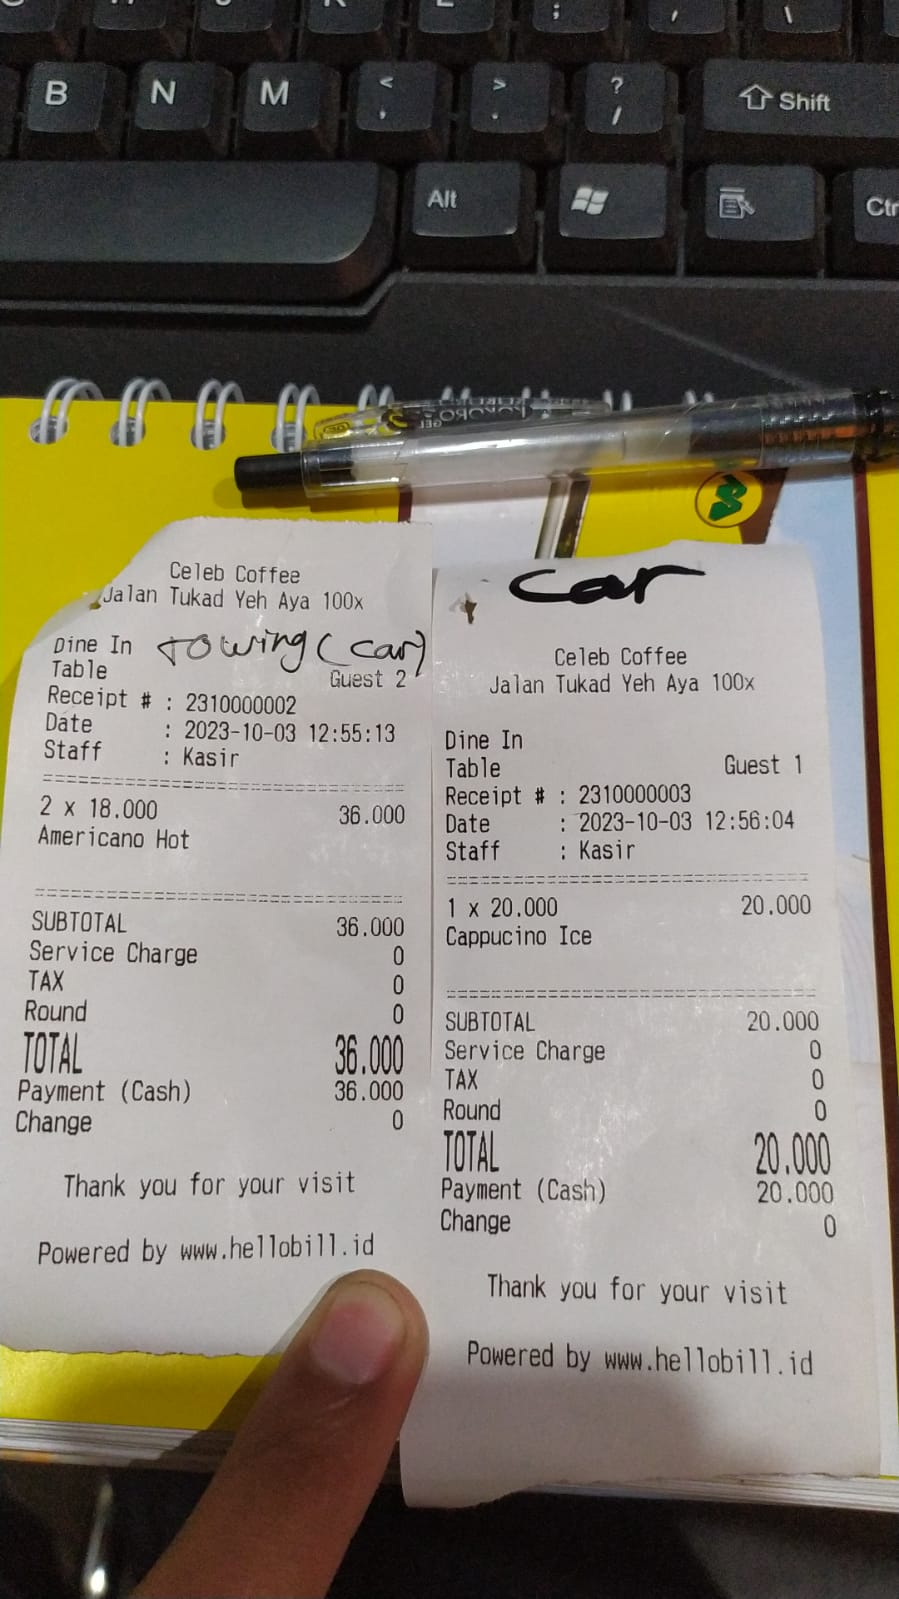 B N M < , > . ? / Shift
Alt Ctr
KOKORO
GEL
Celeb Coffee
Jalan Tukad Yeh Aya 100x
Dine In towing (car)
Table Guest 2
Receipt # : 2310000002
Date : 2023-10-03 12:55:13
Staff : Kasir
2 x 18.000 36.000
Americano Hot
SUBTOTAL 36.000
Service Charge 0
TAX 0
Round 0
TOTAL 36.000
Payment (Cash) 36.000
Change 0
Thank you for your visit
Powered by www.hellobill.id
car
Celeb Coffee
Jalan Tukad Yeh Aya 100x
Dine In
Table Guest 1
Receipt # : 2310000003
Date : 2023-10-03 12:56:04
Staff : Kasir
1 x 20.000 20.000
Cappucino Ice
SUBTOTAL 20.000
Service Charge 0
TAX 0
Round 0
TOTAL 20.000
Payment (Cash) 20.000
Change 0
Thank you for your visit
Powered by www.hellobill.id